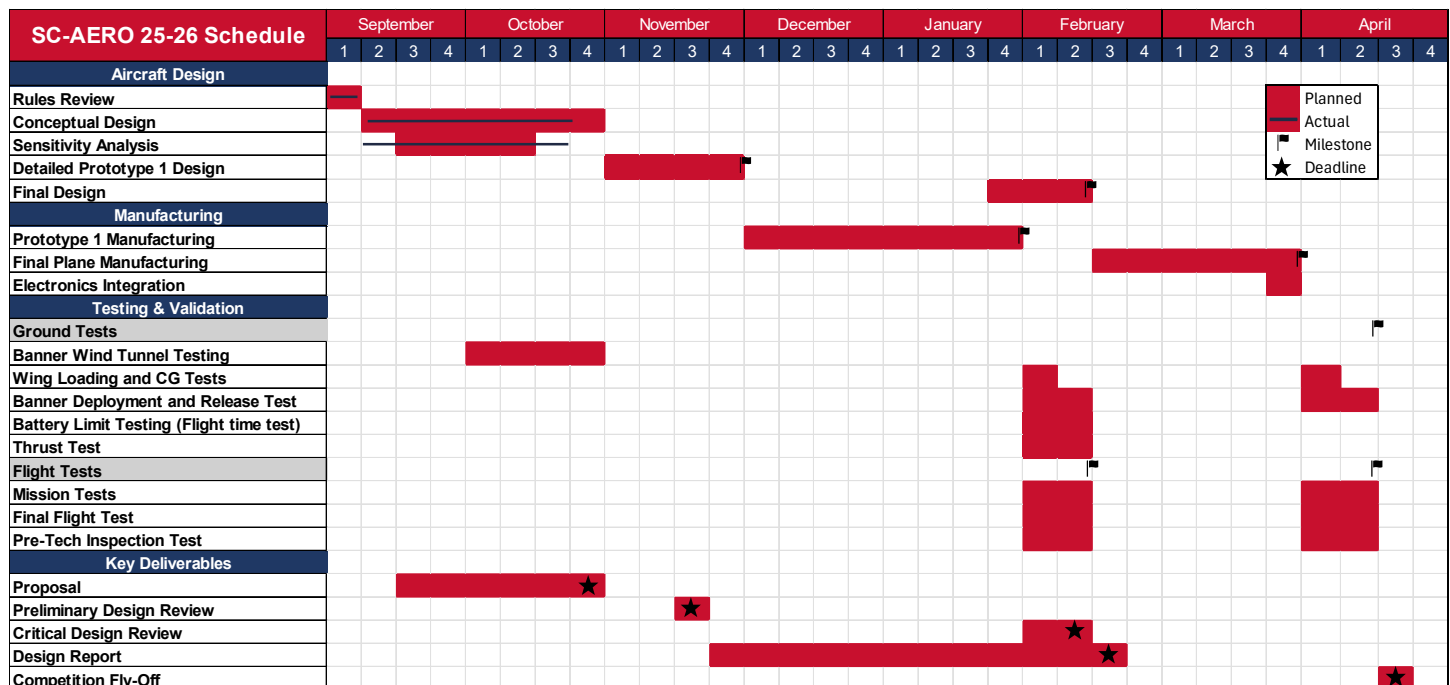 SC-AERO 25-26 Schedule
September October November December January February March April
1 2 3 4 1 2 3 4 1 2 3 4 1 2 3 4 1 2 3 4 1 2 3 4 1 2 3 4 1 2 3 4
Aircraft Design
Rules Review
Planned
Conceptual Design
Actual
Sensitivity Analysis
Milestone
Detailed Prototype 1 Design
Deadline
Final Design
Manufacturing
Prototype 1 Manufacturing
Final Plane Manufacturing
Electronics Integration
Testing & Validation
Ground Tests
Banner Wind Tunnel Testing
Wing Loading and CG Tests
Banner Deployment and Release Test
Battery Limit Testing (Flight time test)
Thrust Test
Flight Tests
Mission Tests
Final Flight Test
Pre-Tech Inspection Test
Key Deliverables
Proposal
Preliminary Design Review
Critical Design Review
Design Report
Competition Fly-Off